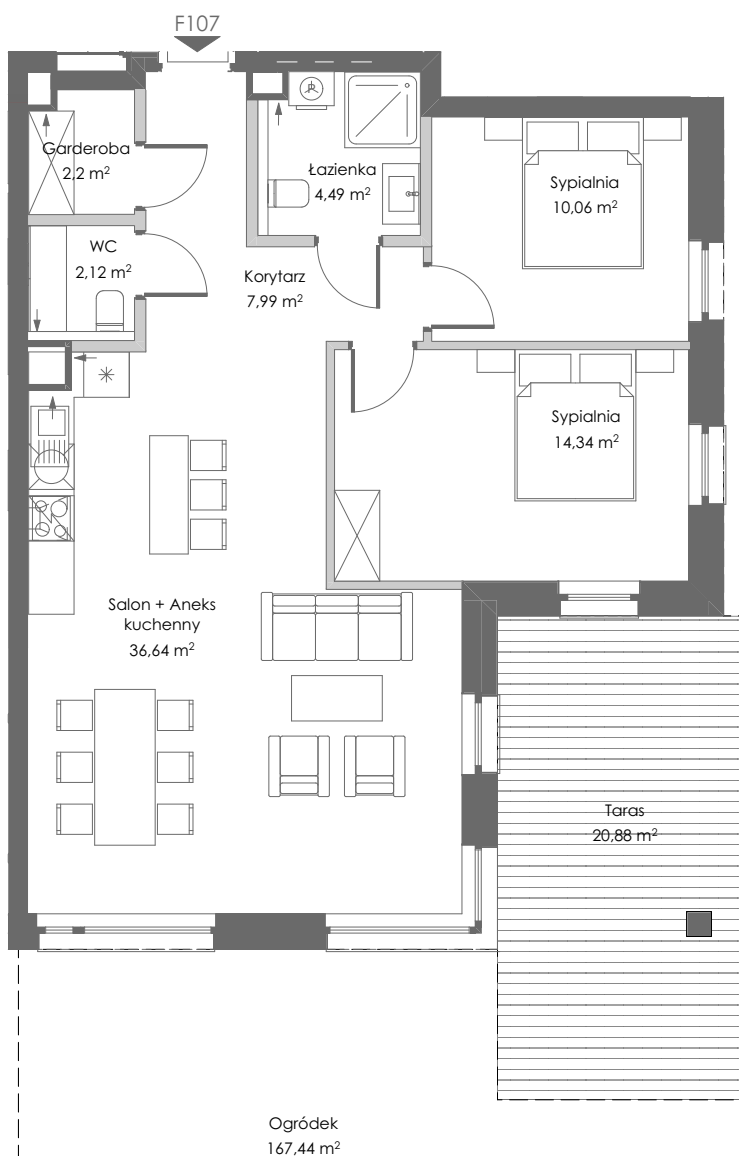 F107
Garderoba
2,2 m²
Łazienka
4,49 m²
Sypialnia
10,06 m²
WC
2,12 m²
Korytarz
7,99 m²
Sypialnia
14,34 m²
Salon + Aneks
kuchenny
36,64 m²
Taras
20,88 m²
Ogródek
167,44 m²